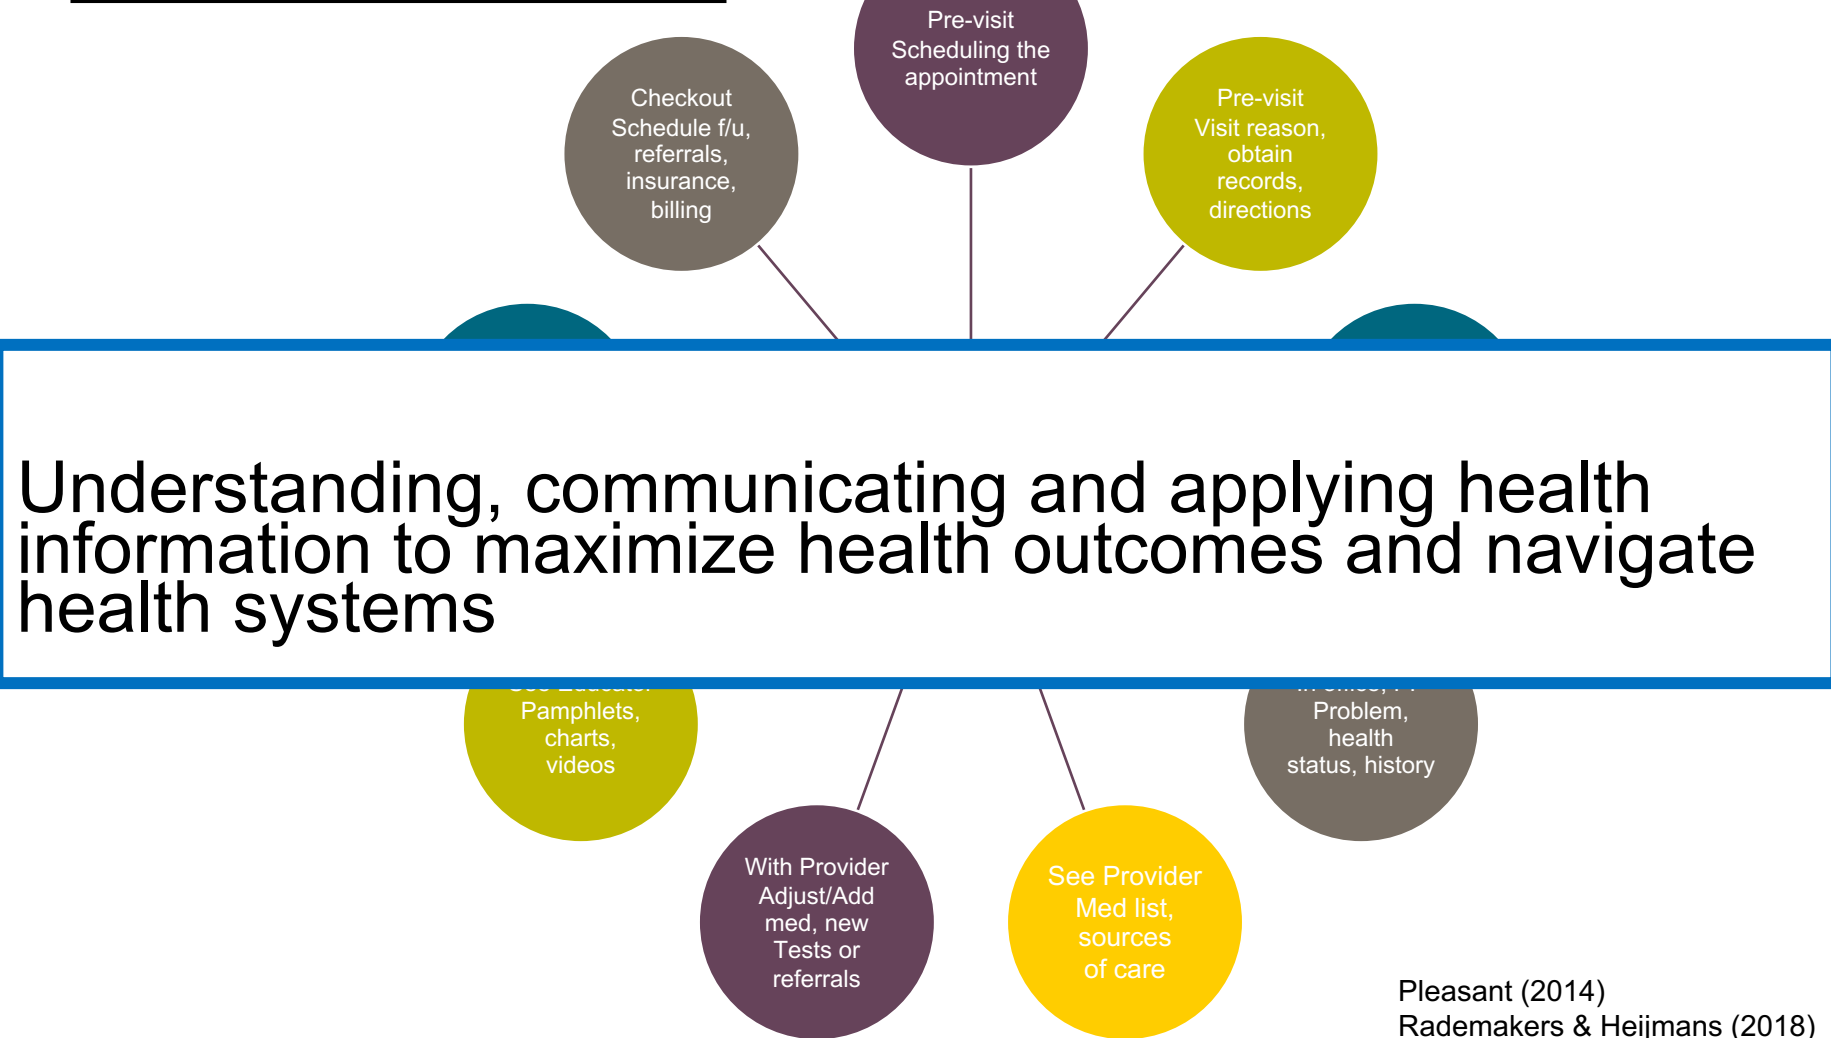 Pre-visit
Scheduling the
appointment
Checkout
Schedule f/u,
referrals,
insurance,
billing
Pre-visit
Visit reason,
obtain
records,
directions
Understanding, communicating and applying health
information to maximize health outcomes and navigate
health systems
See Educator
Pamphlets,
charts,
videos
Problem,
health
status, history
With Provider
Adjust/Add
med, new
Tests or
referrals
See Provider
Med list,
sources
of care
Pleasant (2014)
Rademakers & Heijmans (2018)